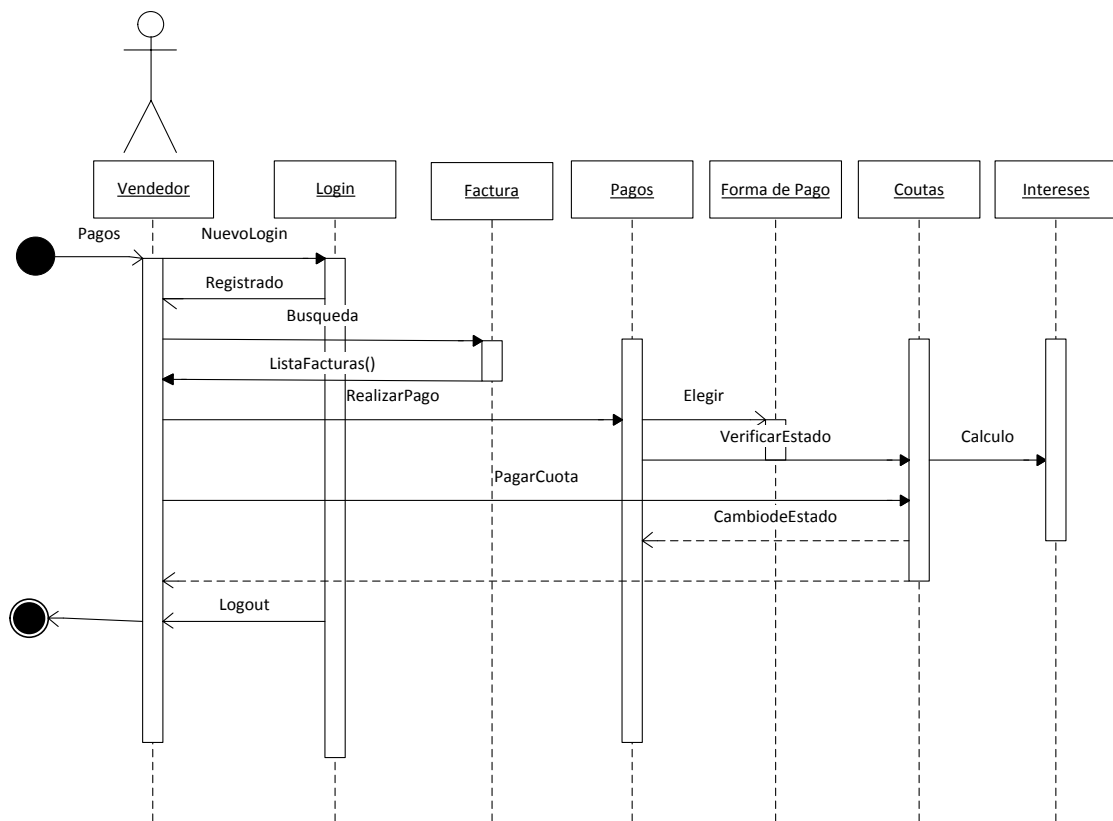 Vendedor
Login
Factura
Pagos
Forma de Pago
Coutas
Intereses
Pagos
NuevoLogin
Registrado
Busqueda
ListaFacturas()
RealizarPago
Elegir
VerificarEstado
Calculo
PagarCuota
CambiodeEstado
Logout